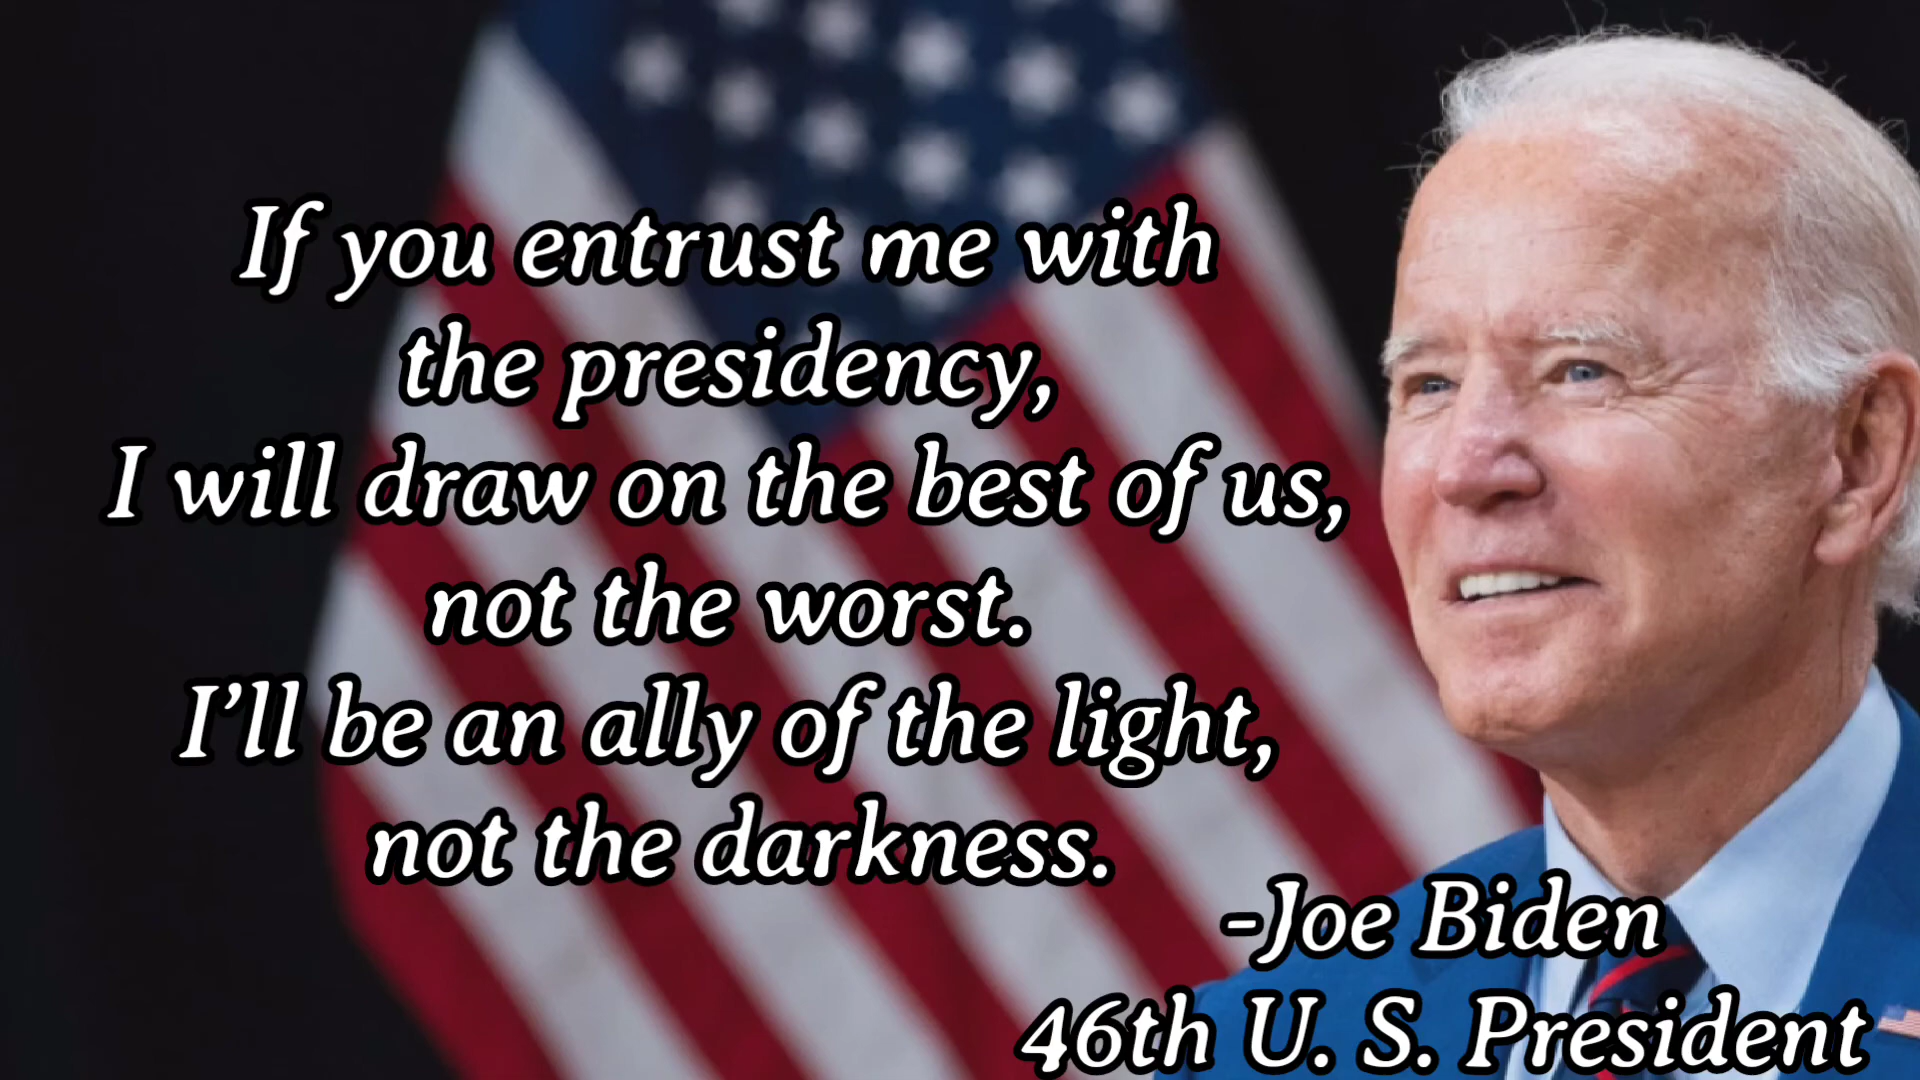 If you entrust me with
the presidency,
I will draw on the best of us,
not the worst.
I’ll be an ally of the light,
not the darkness.
-Joe Biden
46th U. S. President